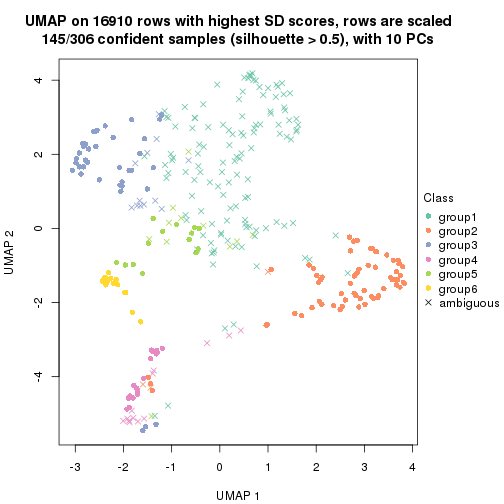 UMAP on 16910 rows with highest SD scores, rows are scaled
145/306 confident samples (silhouette > 0.5), with 10 PCs
4
2
0
-2
-4
UMAP 2
-3
-2
-1
0
1
2
3
4
UMAP 1
Class
group1
group2
group3
group4
group5
group6
ambiguous